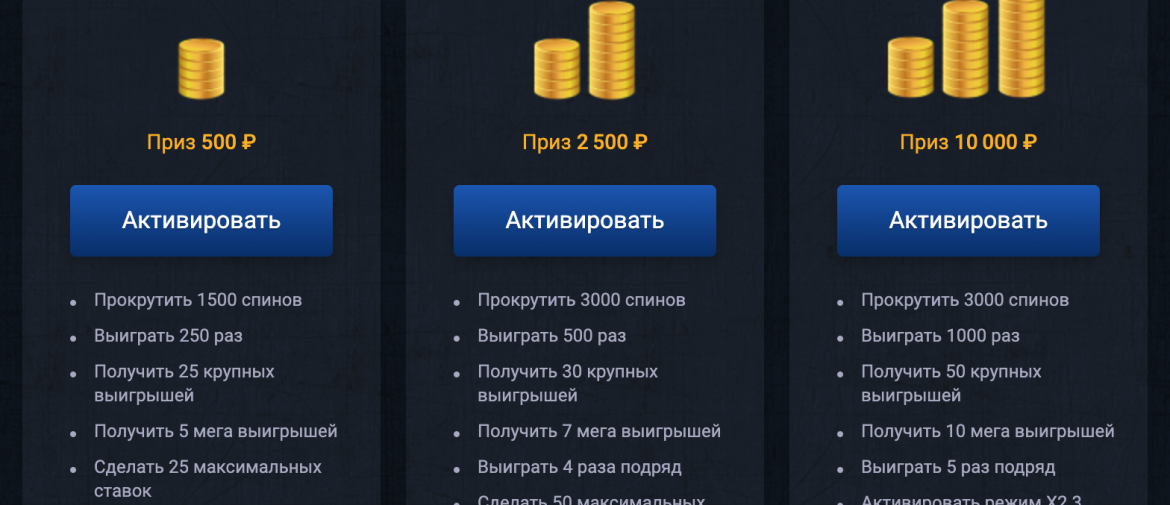 Приз 500 ₽
Активировать
Прокрутить 1500 спинов
Выиграть 250 раз
Получить 25 крупных
выигрышей
Получить 5 мега выигрышей
Сделать 25 максимальных
ставок
Приз 2 500 ₽
Активировать
Прокрутить 3000 спинов
Выиграть 500 раз
Получить 30 крупных
выигрышей
Получить 7 мега выигрышей
Выиграть 4 раза подряд
Сделать 50 максимальных
Приз 10 000 ₽
Активировать
Прокрутить 3000 спинов
Выиграть 1000 раз
Получить 50 крупных
выигрышей
Получить 10 мега выигрышей
Выиграть 5 раз подряд
Активировать режим X2,3